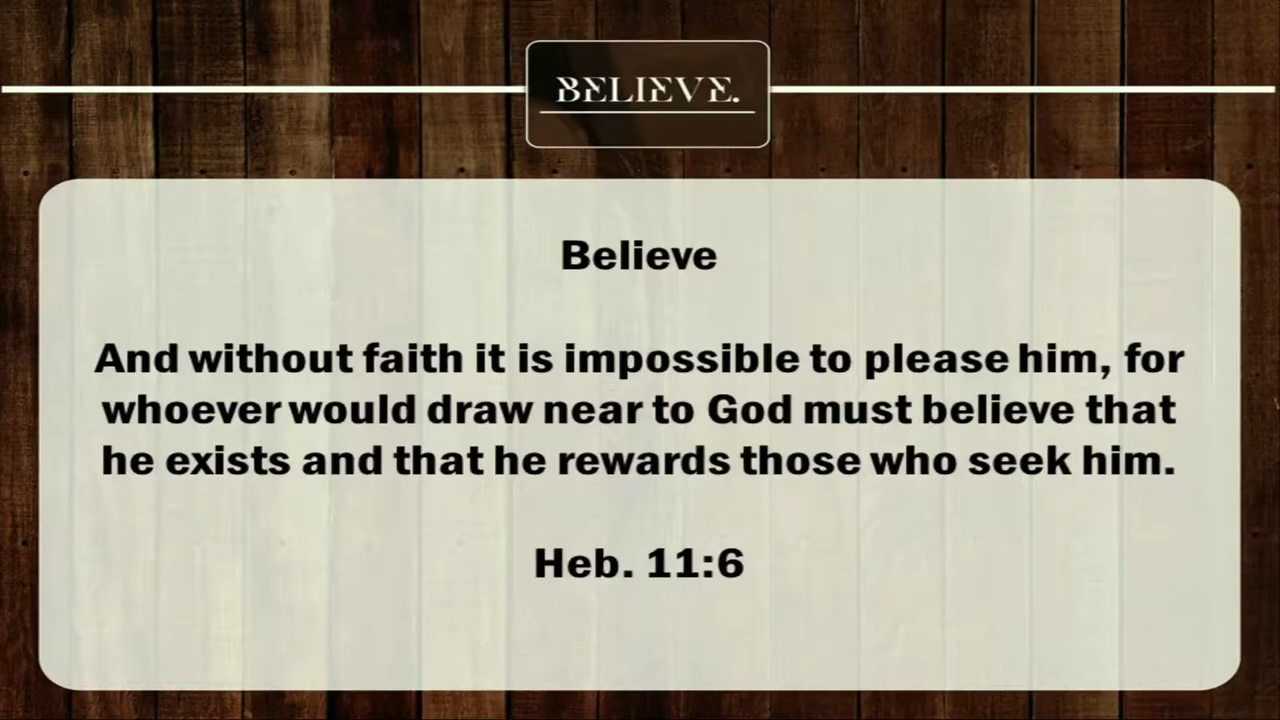 BELIEVE.
Believe
And without faith it is impossible to please him, for
whoever would draw near to God must believe that
he exists and that he rewards those who seek him.
Heb. 11:6